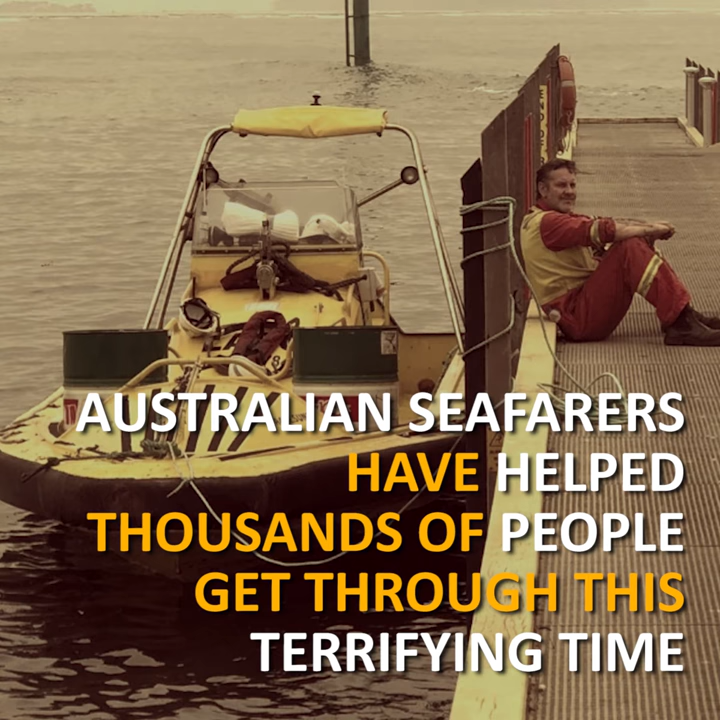 AUSTRALIAN SEAFARERS
HAVE HELPED
THOUSANDS OF PEOPLE
GET THROUGH THIS
TERRIFYING TIME